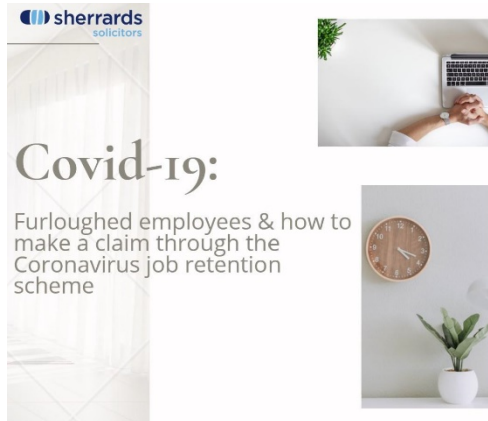 sherrards
solicitors
Covid-19:
Furloughed employees & how to
make a claim through the
Coronavirus job retention
scheme